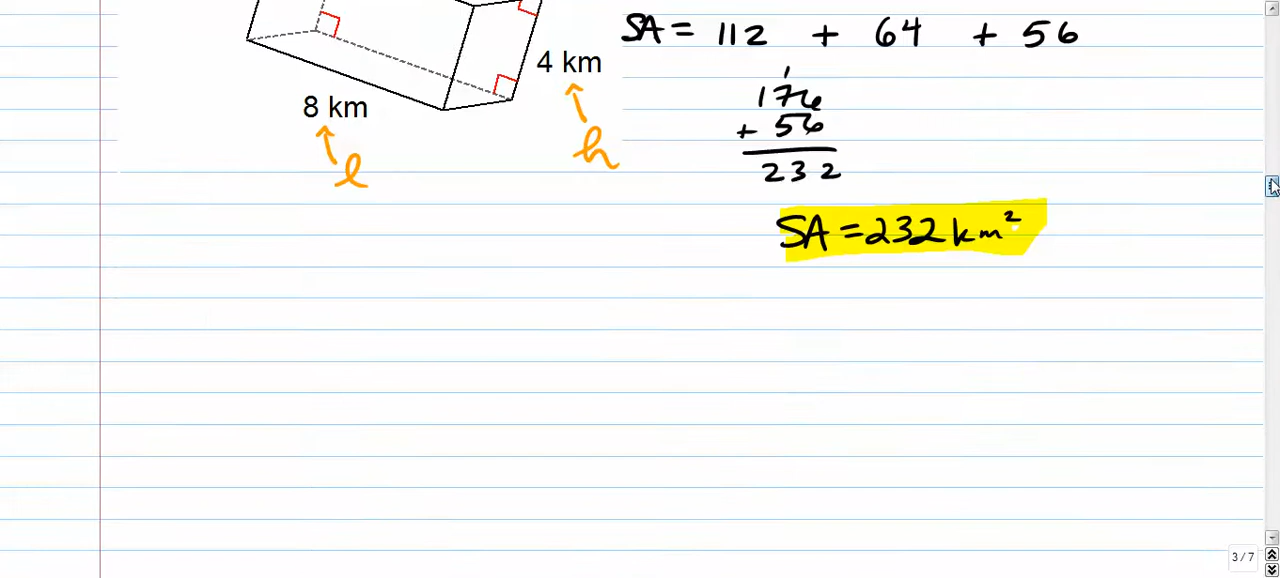 SA = 112 + 64 + 56
4 km
1
176
+ 56
232
8 km
h
l
SA = 232 km²
3 / 7